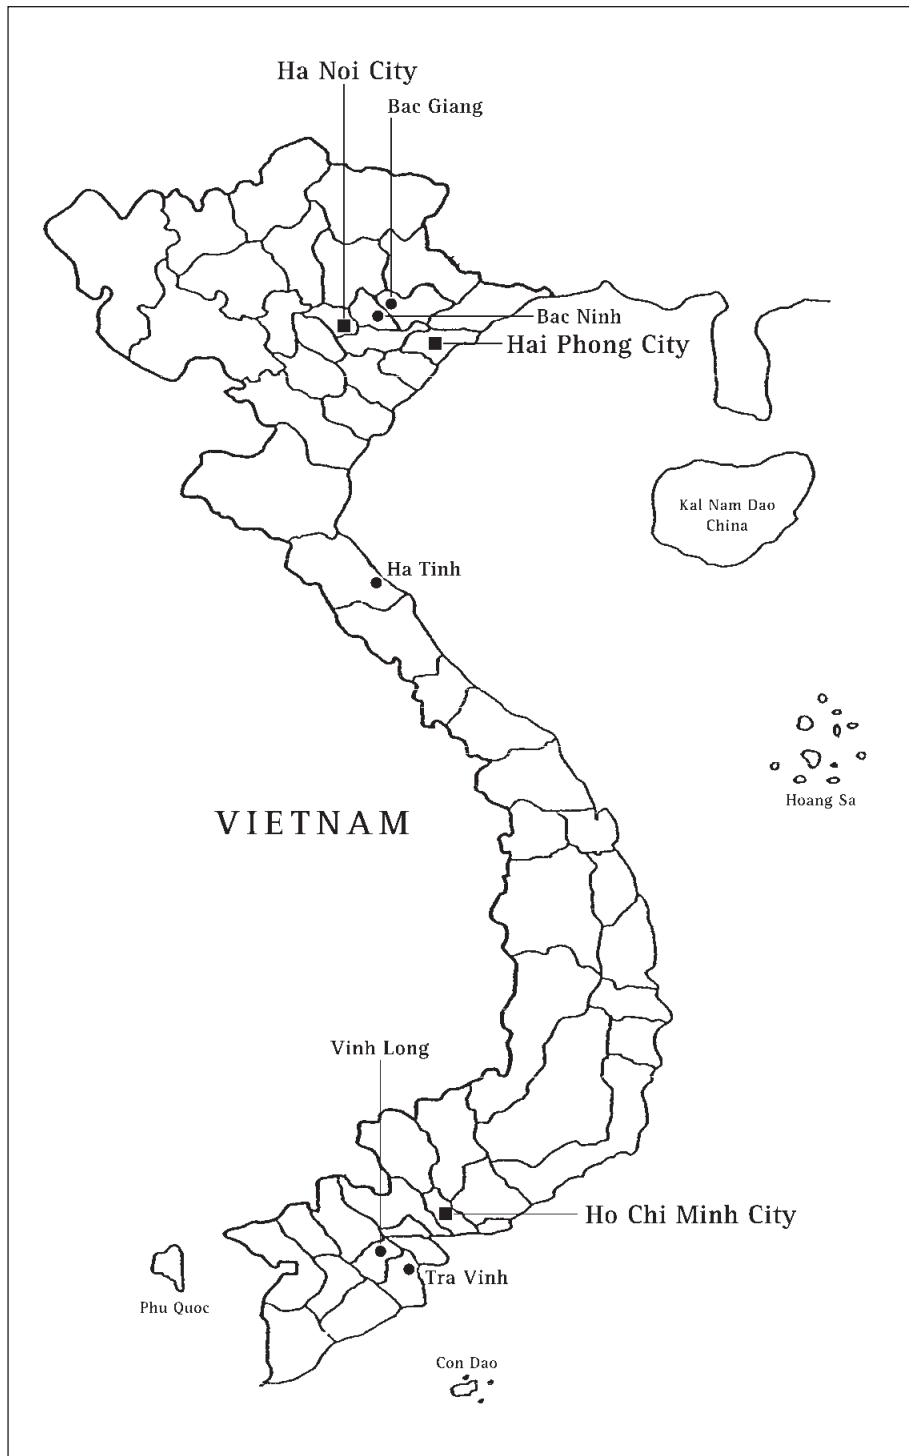 Ha Noi City
Bac Giang
Bac Ninh
Hai Phong City
Kal Nam Dao
China
Ha Tinh
Hoang Sa
VIETNAM
Vinh Long
Ho Chi Minh City
Tra Vinh
Phu Quoc
Con Dao